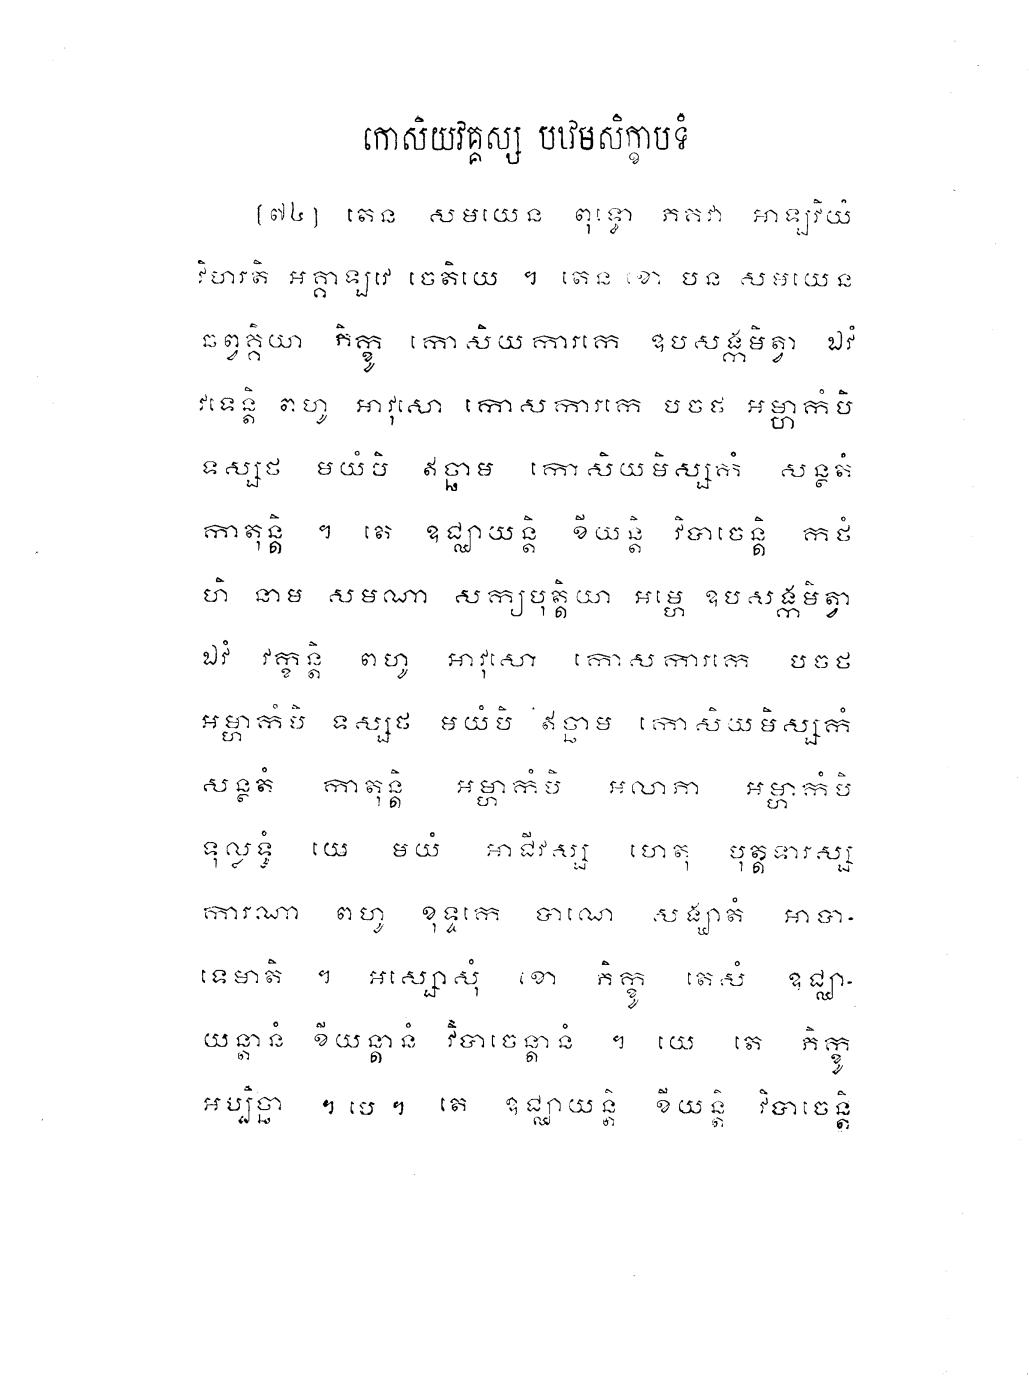 កោសិយវគ្គស្ស បឋមសិក្ខាបទំ
(៧៤) តេន សមយេន ពុទ្ធោ ភគវា អាឡវិយំ
វិហរតិ អគ្គាឡវេ ចេតិយេ ។ តេន ខោ បន សមយេន
ឆព្វគ្គិយា ភិក្ខូ កោសិយការកេ ឧបសង្កមិត្វា ឯវំ
វទេន្តិ ពហូ អាវុសោ កោសការកេ បចថ អម្ហាកំបិ
ទស្សថ មយំបិ ឥច្ឆាម កោសិយមិស្សកំ សន្ថតំ
កាតុន្តិ ។ តេ ឧជ្ឈាយន្តិ ខីយន្តិ វិបាចេន្តិ កថំ
ហិ នាម សមណា សក្យបុត្តិយា អម្ហេ ឧបសង្កមិត្វា
ឯវំ វក្ខន្តិ ពហូ អាវុសោ កោសការកេ បចថ
អម្ហាកំបិ ទស្សថ មយំបិ ឥច្ឆាម កោសិយមិស្សកំ
សន្ថតំ កាតុន្តិ អម្ហាកំបិ អលាភា អម្ហាកំបិ
ទុល្លទ្ធំ យេ មយំ អាជីវស្ស ហេតុ បុត្តទារស្ស
ការណា ពហូ ខុទ្ទកេ បាណេ សង្ឃាតំ អាបា-
ទេមាតិ ។ អស្សោសុំ ខោ ភិក្ខូ តេសំ ឧជ្ឈា-
យន្តានំ ខីយន្តានំ វិបាចេន្តានំ ។ យេ តេ ភិក្ខូ
អប្បិច្ឆា ។ បេ ។ តេ ឧជ្ឈាយន្តិ ខីយន្តិ វិបាចេន្តិ